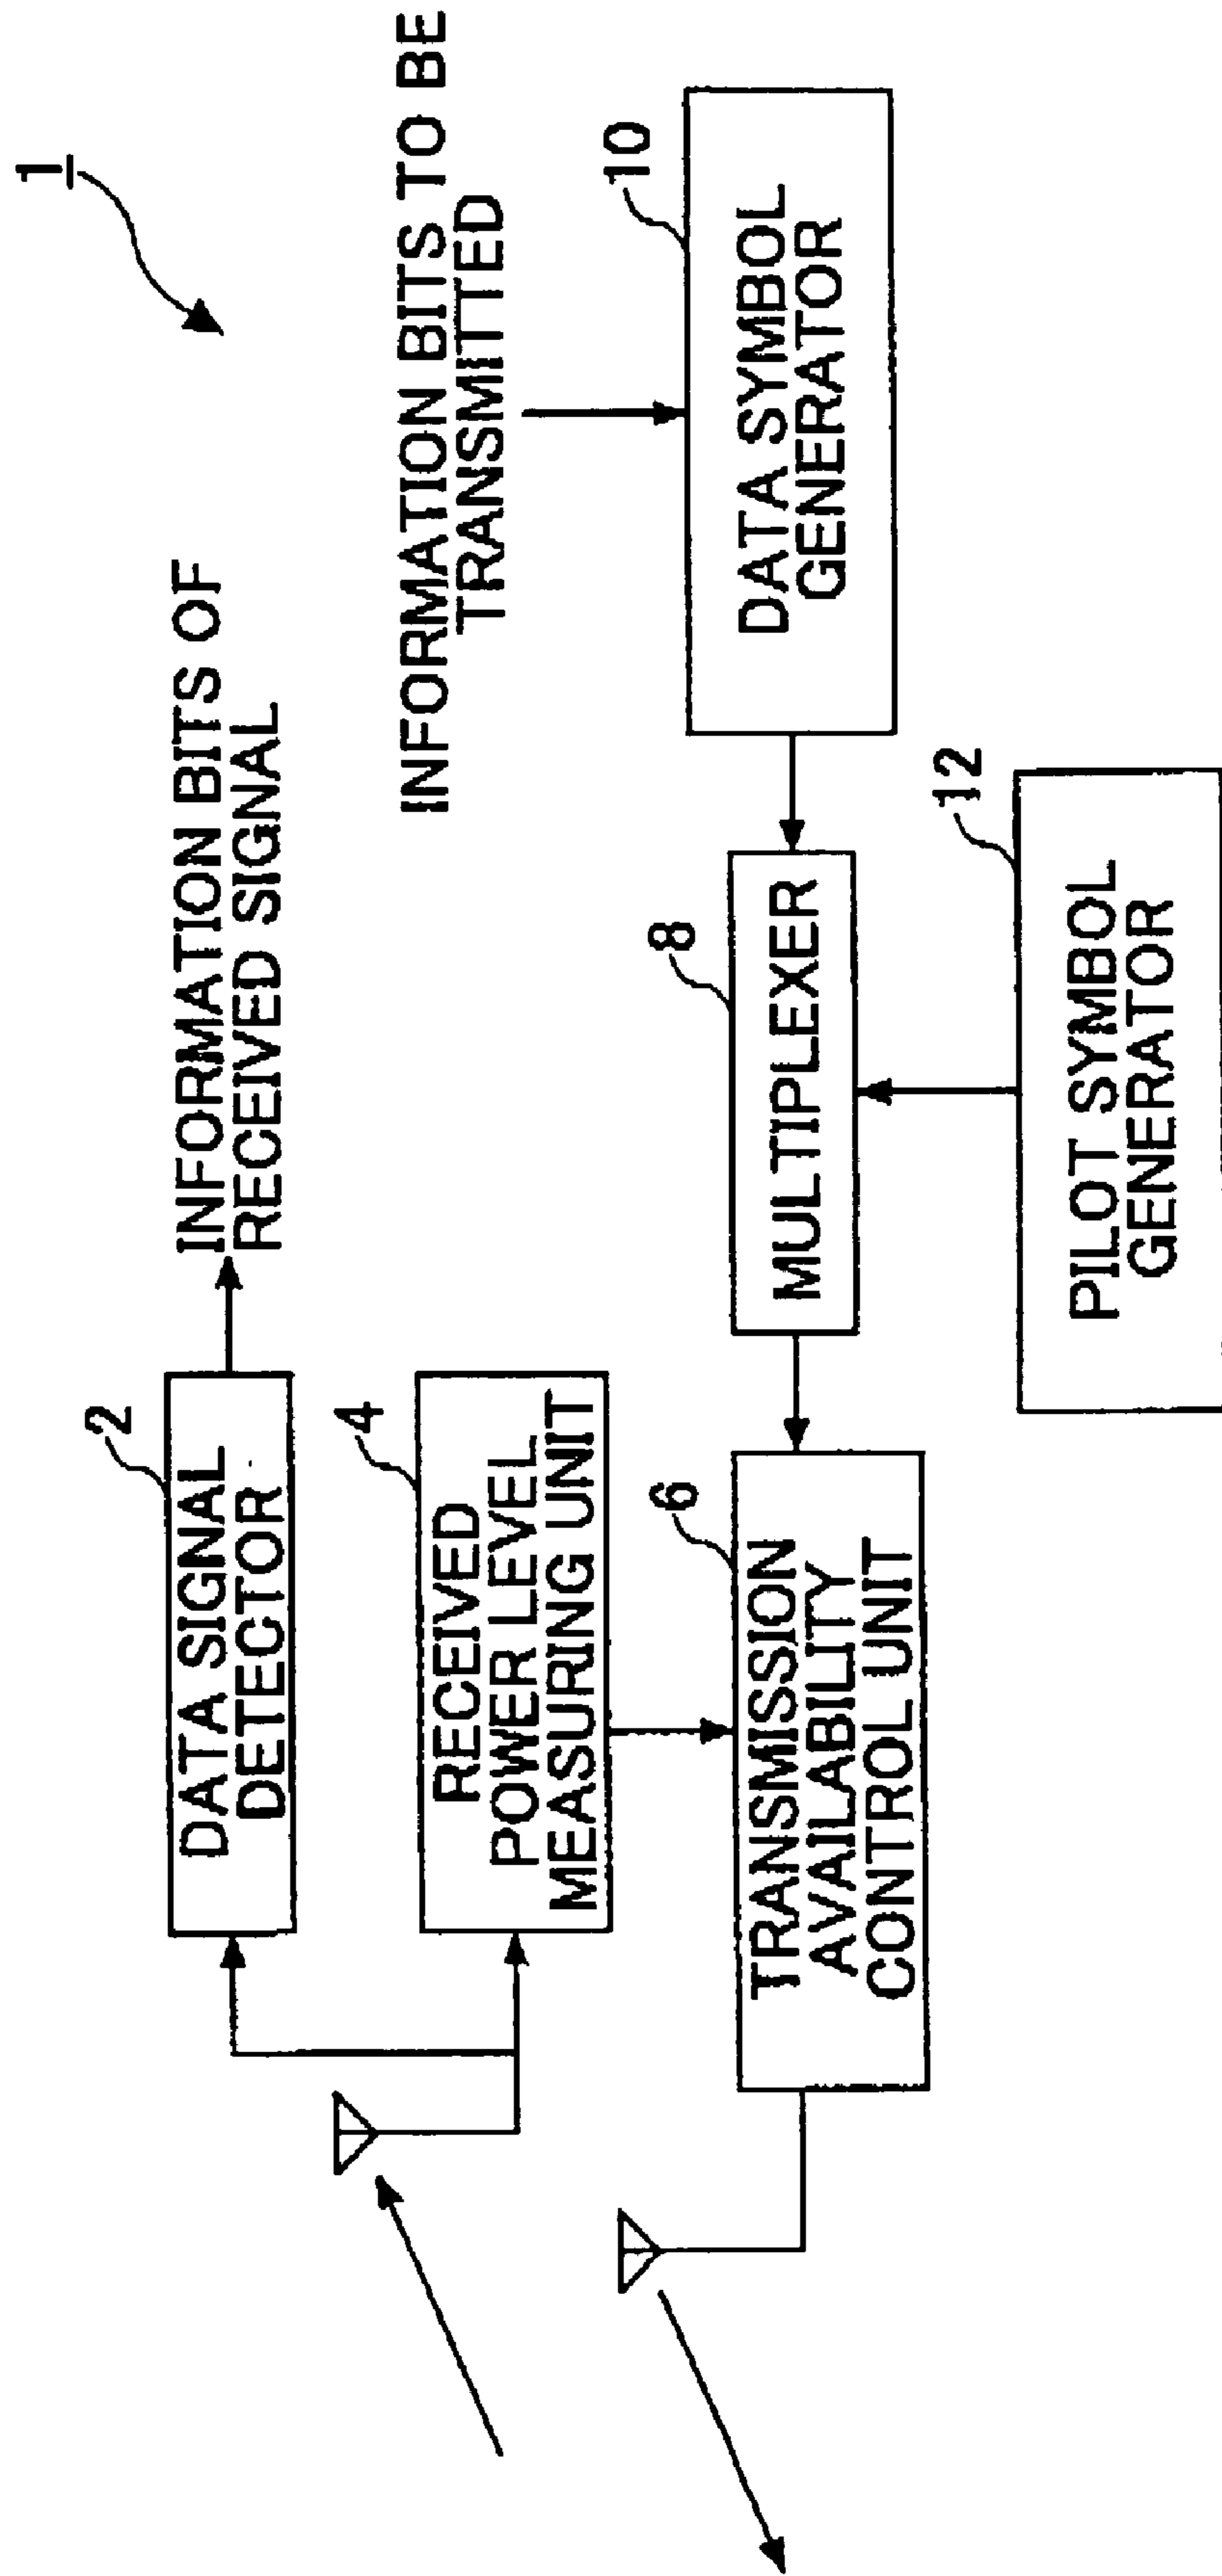 1
2
DATA SIGNAL
DETECTOR
INFORMATION BITS OF
RECEIVED SIGNAL
4
RECEIVED
POWER LEVEL
MEASURING UNIT
INFORMATION BITS TO BE
TRANSMITTED
6
TRANSMISSION
AVAILABILITY
CONTROL UNIT
8
MULTIPLEXER
10
DATA SYMBOL
GENERATOR
12
PILOT SYMBOL
GENERATOR